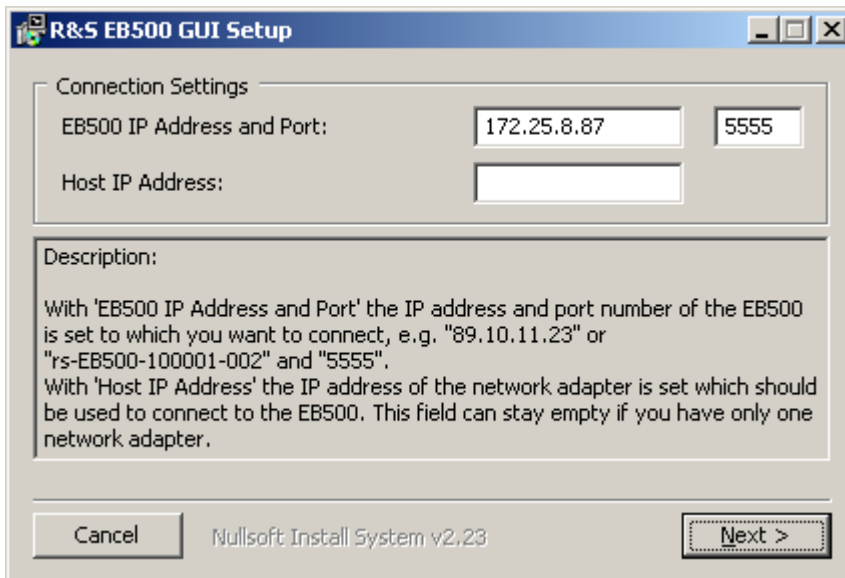 R&S EB500 GUI Setup
Connection Settings
EB500 IP Address and Port: 172.25.8.87 5555
Host IP Address:
Description:
With 'EB500 IP Address and Port' the IP address and port number of the EB500
is set to which you want to connect, e.g. "89.10.11.23" or
"rs-EB500-100001-002" and "5555".
With 'Host IP Address' the IP address of the network adapter is set which should
be used to connect to the EB500. This field can stay empty if you have only one
network adapter.
Cancel Nullsoft Install System v2.23 Next >